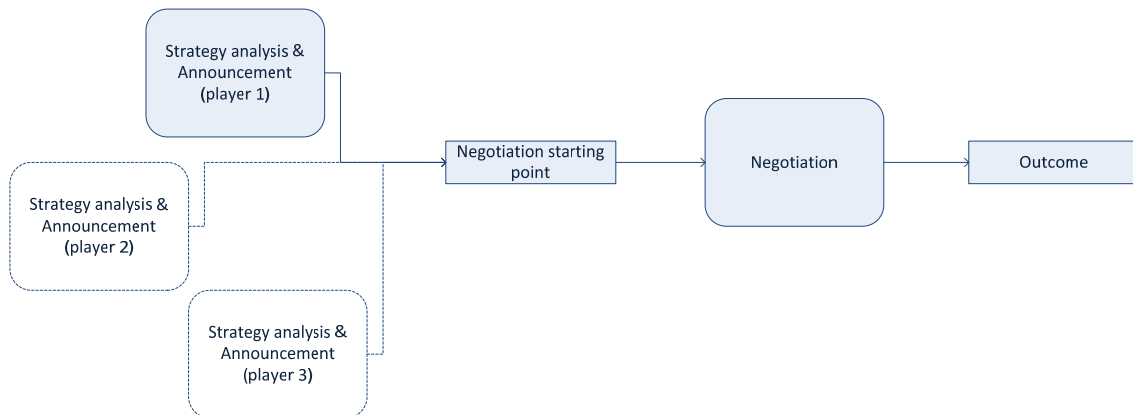 Strategy analysis &
Announcement
(player 1)
Strategy analysis &
Announcement
(player 2)
Strategy analysis &
Announcement
(player 3)
Negotiation starting
point
Negotiation
Outcome